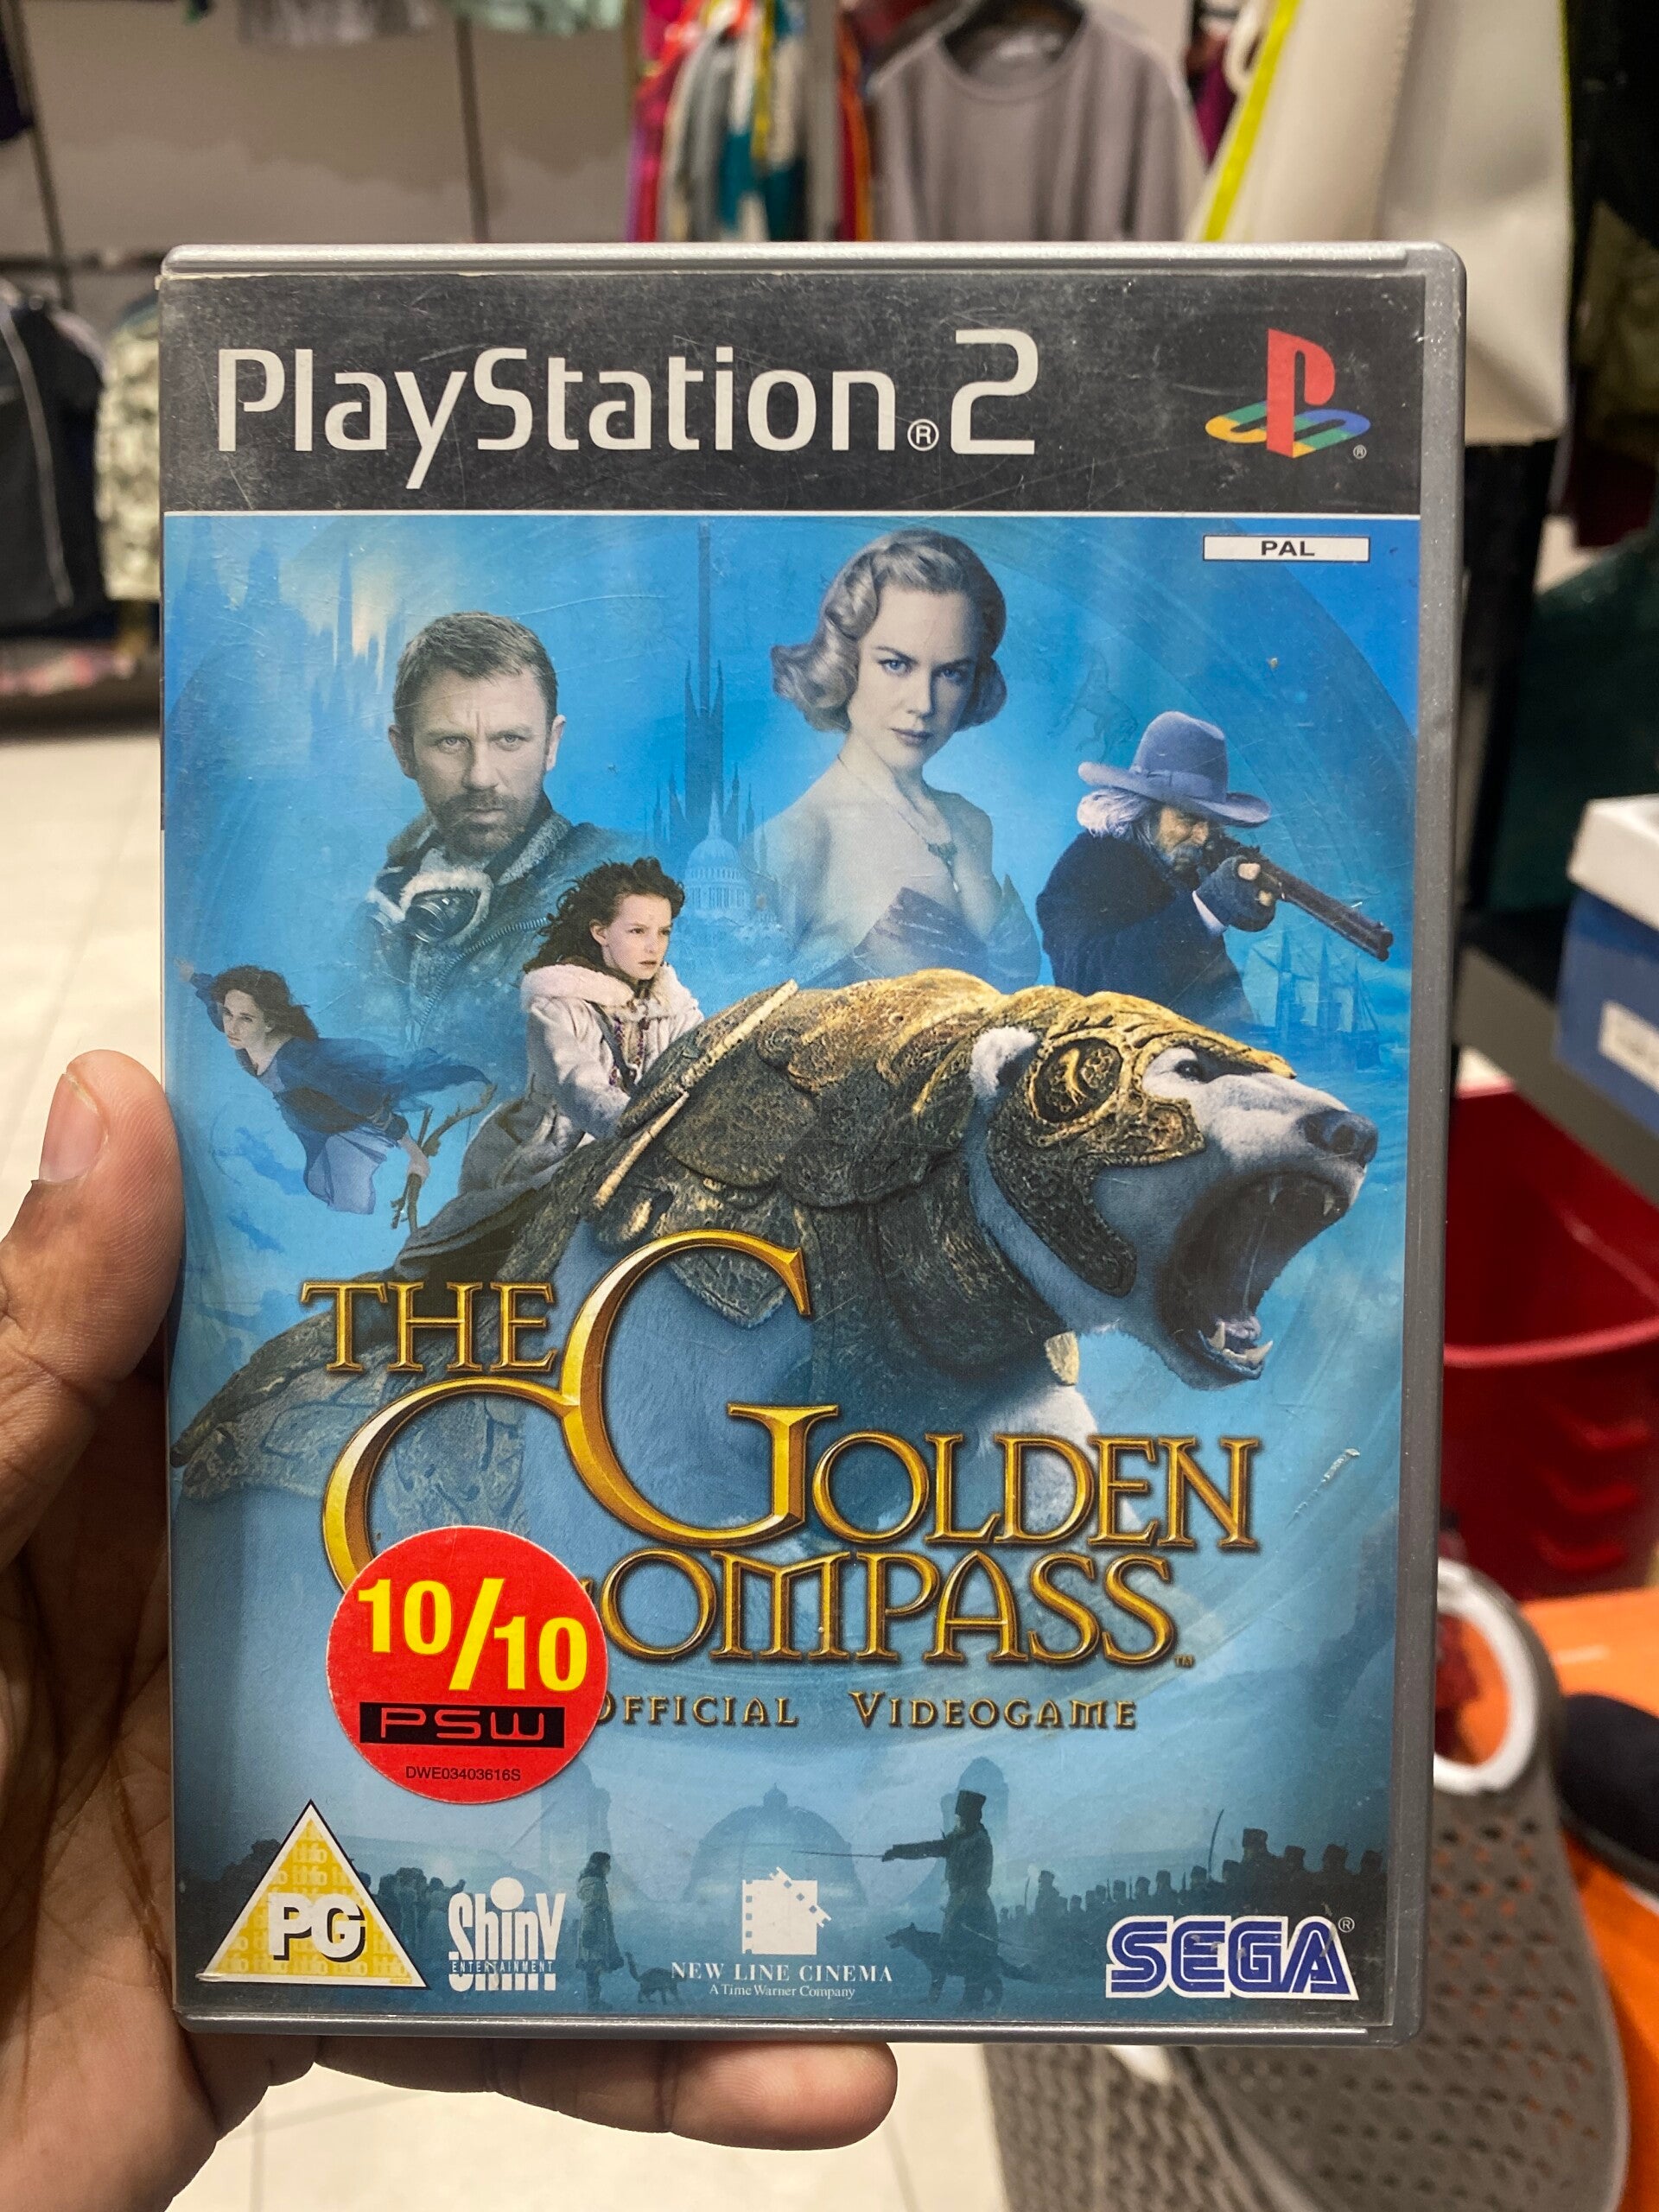 PlayStation®2
PAL
THE GOLDEN
COMPASS™
OFFICIAL VIDEOGAME
10/10
PSW
DWE03403616S
PG
Shiny
ENTERTAINMENT
NEW LINE CINEMA
A Time Warner Company
SEGA®